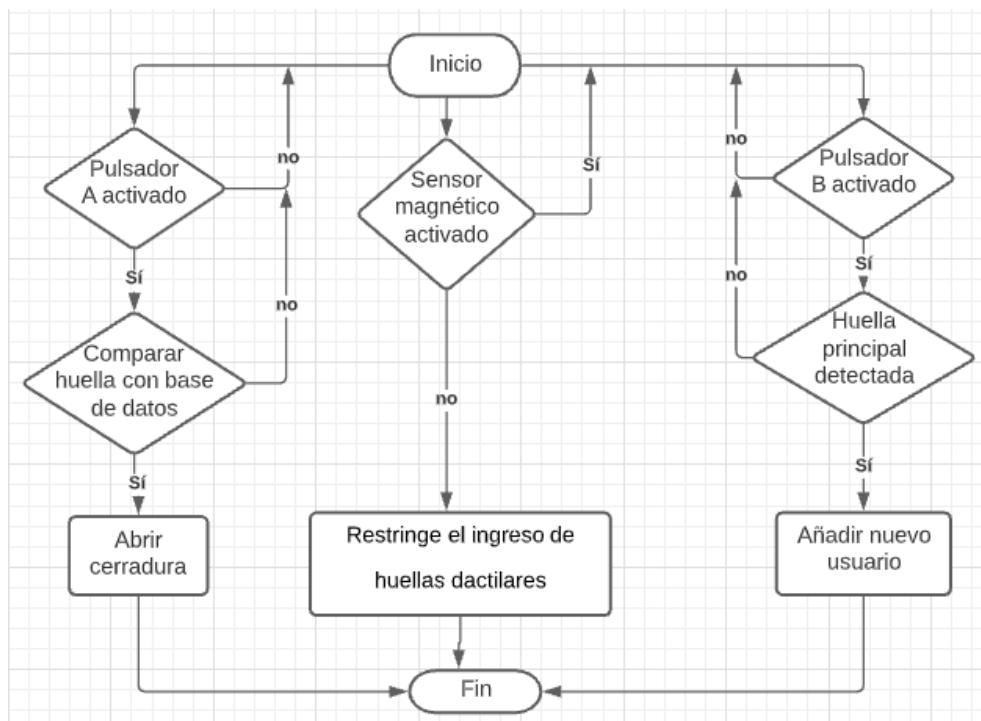 Inicio
Pulsador
A activado
no
Sí
Comparar
huella con base
de datos
no
Sí
Abrir
cerradura
Sensor
magnético
activado
Sí
no
Restringe el ingreso de
huellas dactilares
Pulsador
B activado
no
Sí
Huella
principal
detectada
no
Sí
Añadir nuevo
usuario
Fin